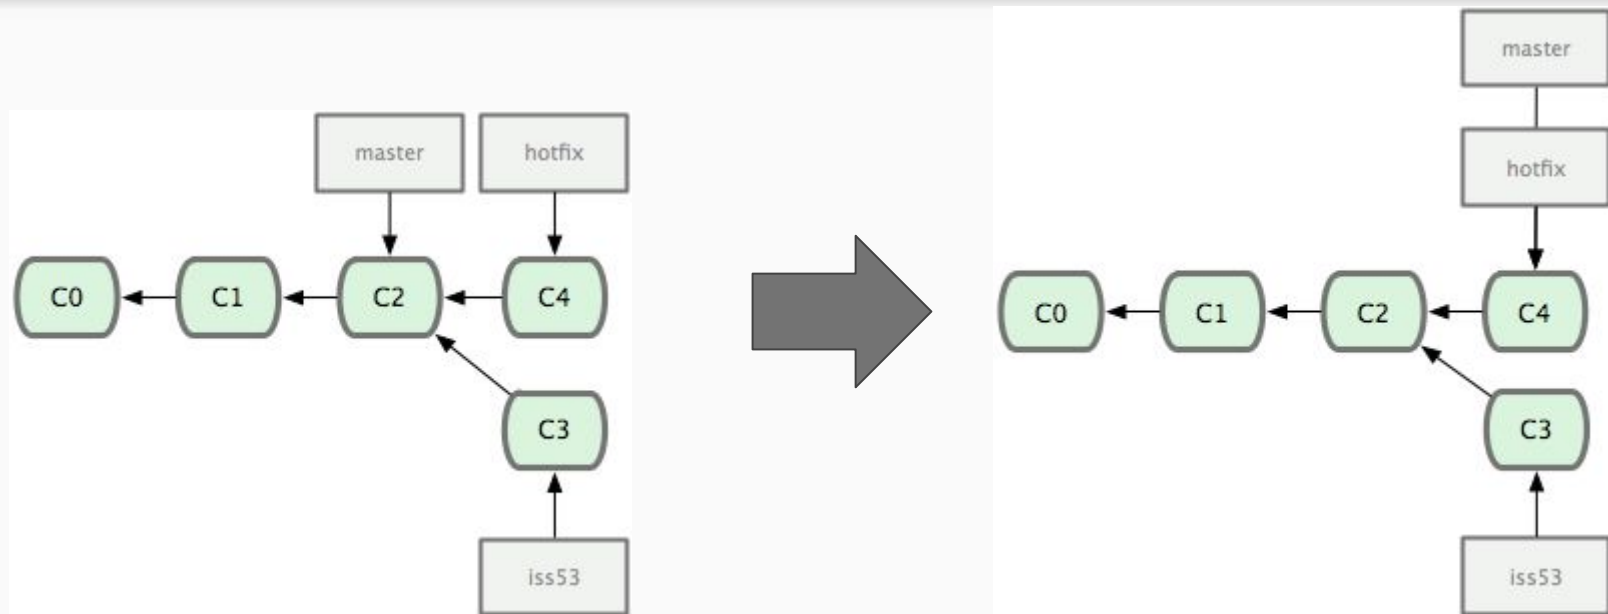 master
hotfix
C0
C1
C2
C4
C3
iss53
master
hotfix
C0
C1
C2
C4
C3
iss53